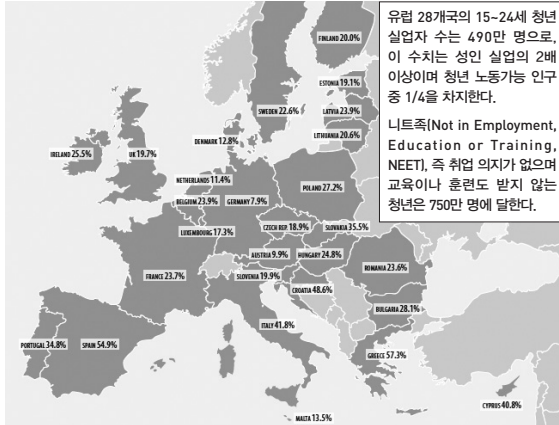 유럽 28개국의 15~24세 청년
실업자 수는 490만 명으로,
이 수치는 성인 실업의 2배
이상이며 청년 노동가능 인구
중 1/4을 차지한다.
니트족(Not in Employment,
Education or Training,
NEET), 즉 취업 의지가 없으며
교육이나 훈련도 받지 않는
청년은 750만 명에 달한다.
FINLAND 20.0%
ESTONIA 19.1%
SWEDEN 22.6%
LATVIA 23.9%
LITHUANIA 20.6%
DENMARK 12.8%
IRELAND 25.5%
UK 19.7%
NETHERLANDS 11.4%
POLAND 27.2%
BELGIUM 23.9%
GERMANY 7.9%
CZECH REP. 18.9%
SLOVAKIA 35.5%
LUXEMBOURG 17.3%
AUSTRIA 9.9%
HUNGARY 24.8%
FRANCE 23.7%
SLOVENIA 19.9%
ROMANIA 23.6%
CROATIA 48.6%
BULGARIA 28.1%
ITALY 41.8%
PORTUGAL 34.8%
SPAIN 54.9%
GREECE 57.3%
CYPRUS 40.8%
MALTA 13.5%